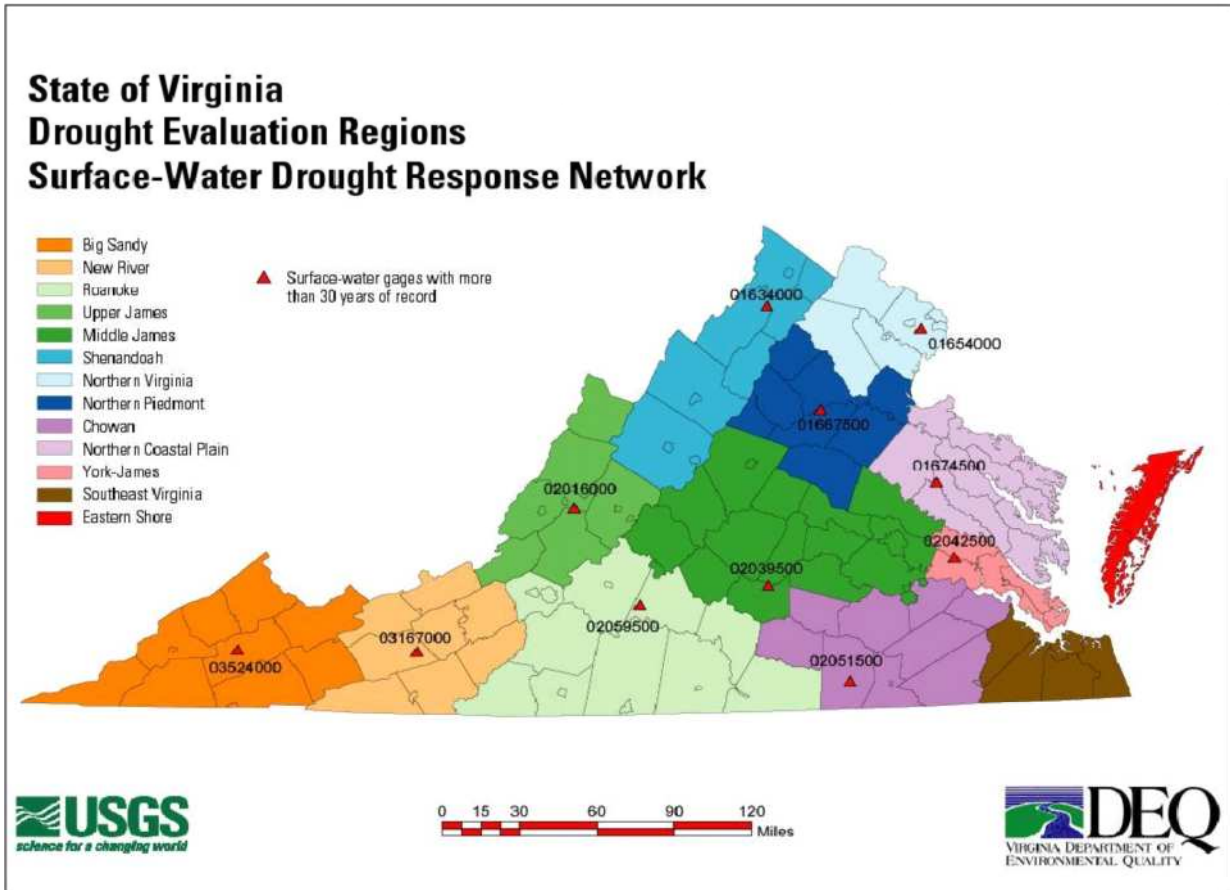 State of Virginia
Drought Evaluation Regions
Surface-Water Drought Response Network
Big Sandy
New River
Roanoke
Upper James
Middle James
Shenandoah
Northern Virginia
Northern Piedmont
Chowan
Northern Coastal Plain
York-James
Southeast Virginia
Eastern Shore
Surface-water gages with more
than 30 years of record
01634000
01654000
01667500
01674500
02016000
02042500
02039500
02059500
03167000
03524000
02051500
USGS
science for a changing world
0 15 30 60 90 120
Miles
DEQ
VIRGINIA DEPARTMENT OF
ENVIRONMENTAL QUALITY